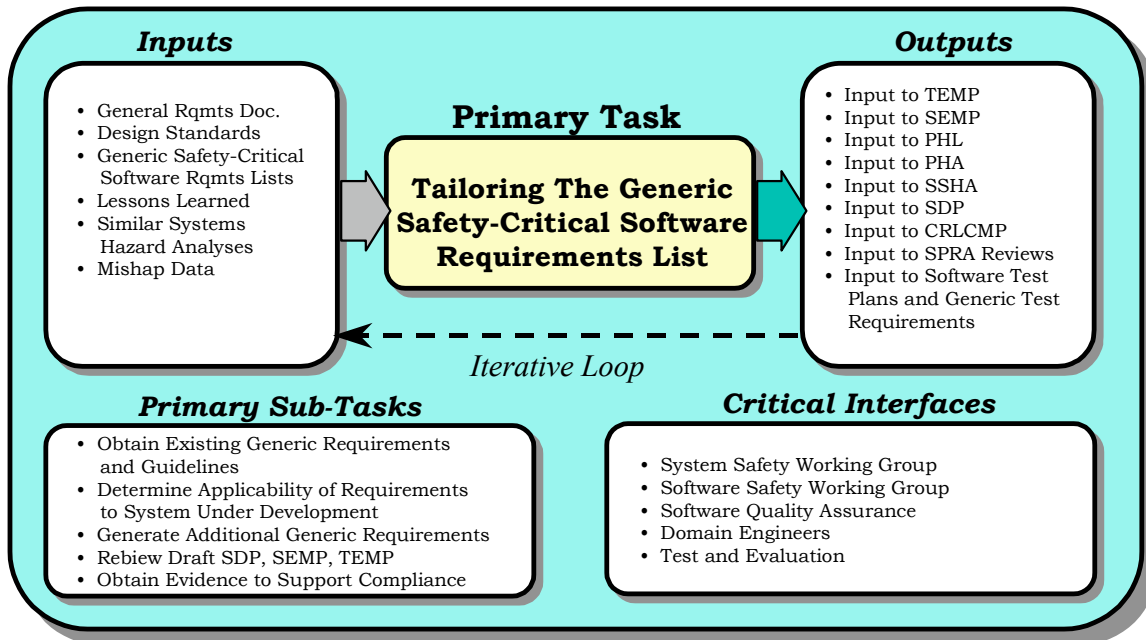 Inputs
• General Rqmts Doc.
• Design Standards
• Generic Safety-Critical
Software Rqmts Lists
• Lessons Learned
• Similar Systems
Hazard Analyses
• Mishap Data
Primary Task
Tailoring The Generic
Safety-Critical Software
Requirements List
Outputs
• Input to TEMP
• Input to SEMP
• Input to PHL
• Input to PHA
• Input to SSHA
• Input to SDP
• Input to CRLCMP
• Input to SPRA Reviews
• Input to Software Test
Plans and Generic Test
Requirements
Iterative Loop
Primary Sub-Tasks
• Obtain Existing Generic Requirements
and Guidelines
• Determine Applicability of Requirements
to System Under Development
• Generate Additional Generic Requirements
• Rebiew Draft SDP, SEMP, TEMP
• Obtain Evidence to Support Compliance
Critical Interfaces
• System Safety Working Group
• Software Safety Working Group
• Software Quality Assurance
• Domain Engineers
• Test and Evaluation